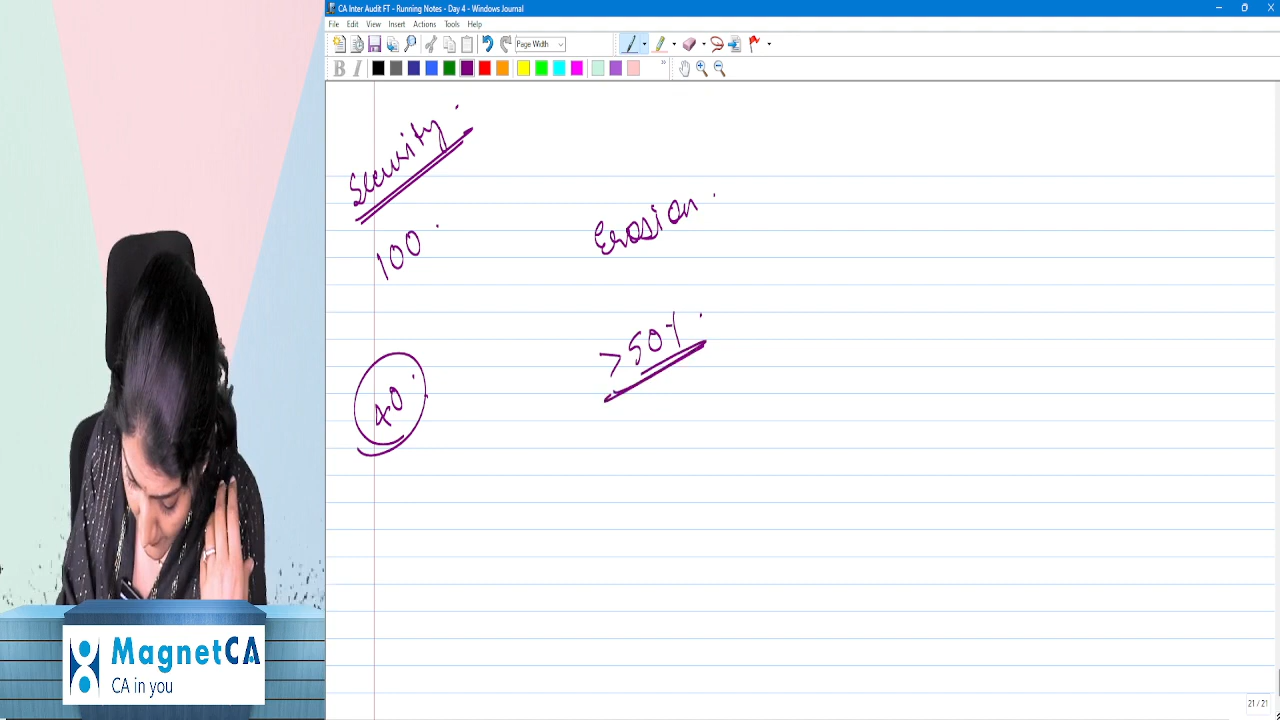 CA Inter Audit FT - Running Notes - Day 4 - Windows Journal
File Edit View Insert Actions Tools Help
Page Width
B I
Security.
100.
Erosion.
>50%.
40.
MagnetCA
CA in you
21 / 21